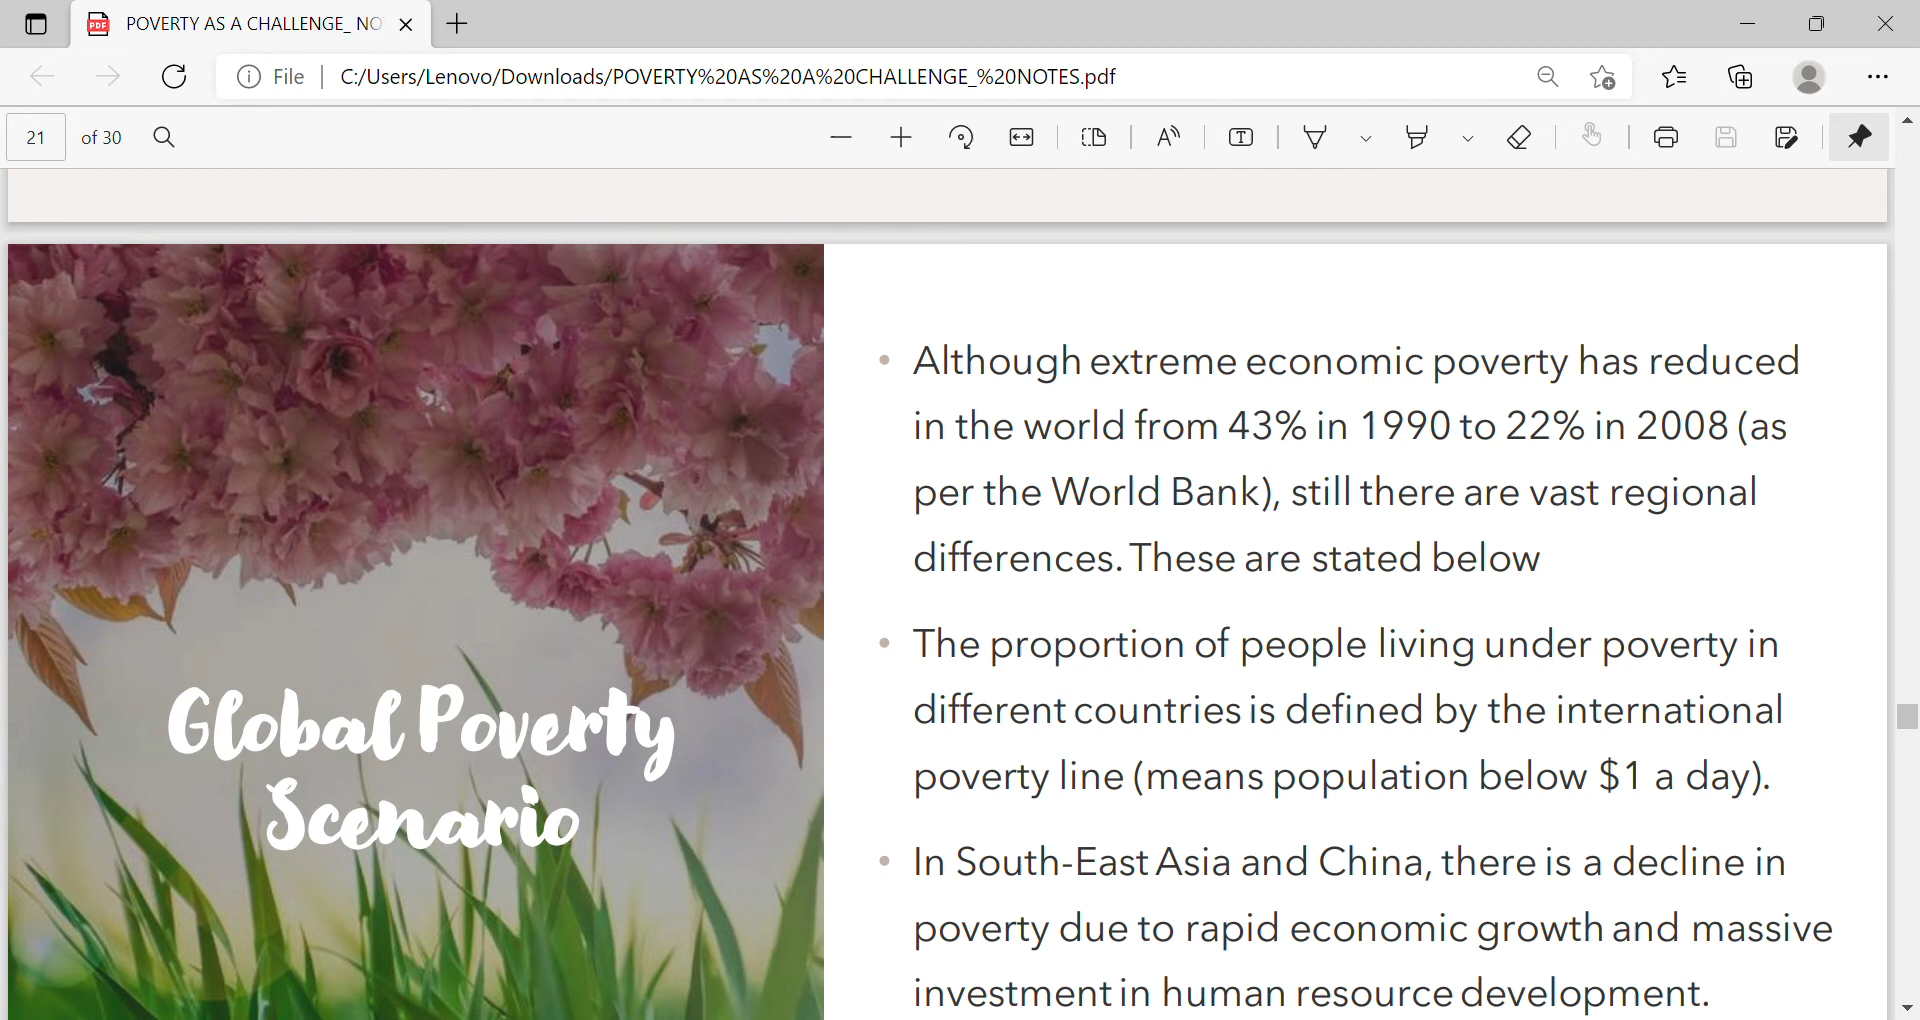 POVERTY AS A CHALLENGE_ NO
File
C:/Users/Lenovo/Downloads/POVERTY%20AS%20A%20CHALLENGE_%20NOTES.pdf
21 of 30
Global Poverty
Scenario
• Although extreme economic poverty has reduced
in the world from 43% in 1990 to 22% in 2008 (as
per the World Bank), still there are vast regional
differences. These are stated below
• The proportion of people living under poverty in
different countries is defined by the international
poverty line (means population below $1 a day).
• In South-East Asia and China, there is a decline in
poverty due to rapid economic growth and massive
investment in human resource development.